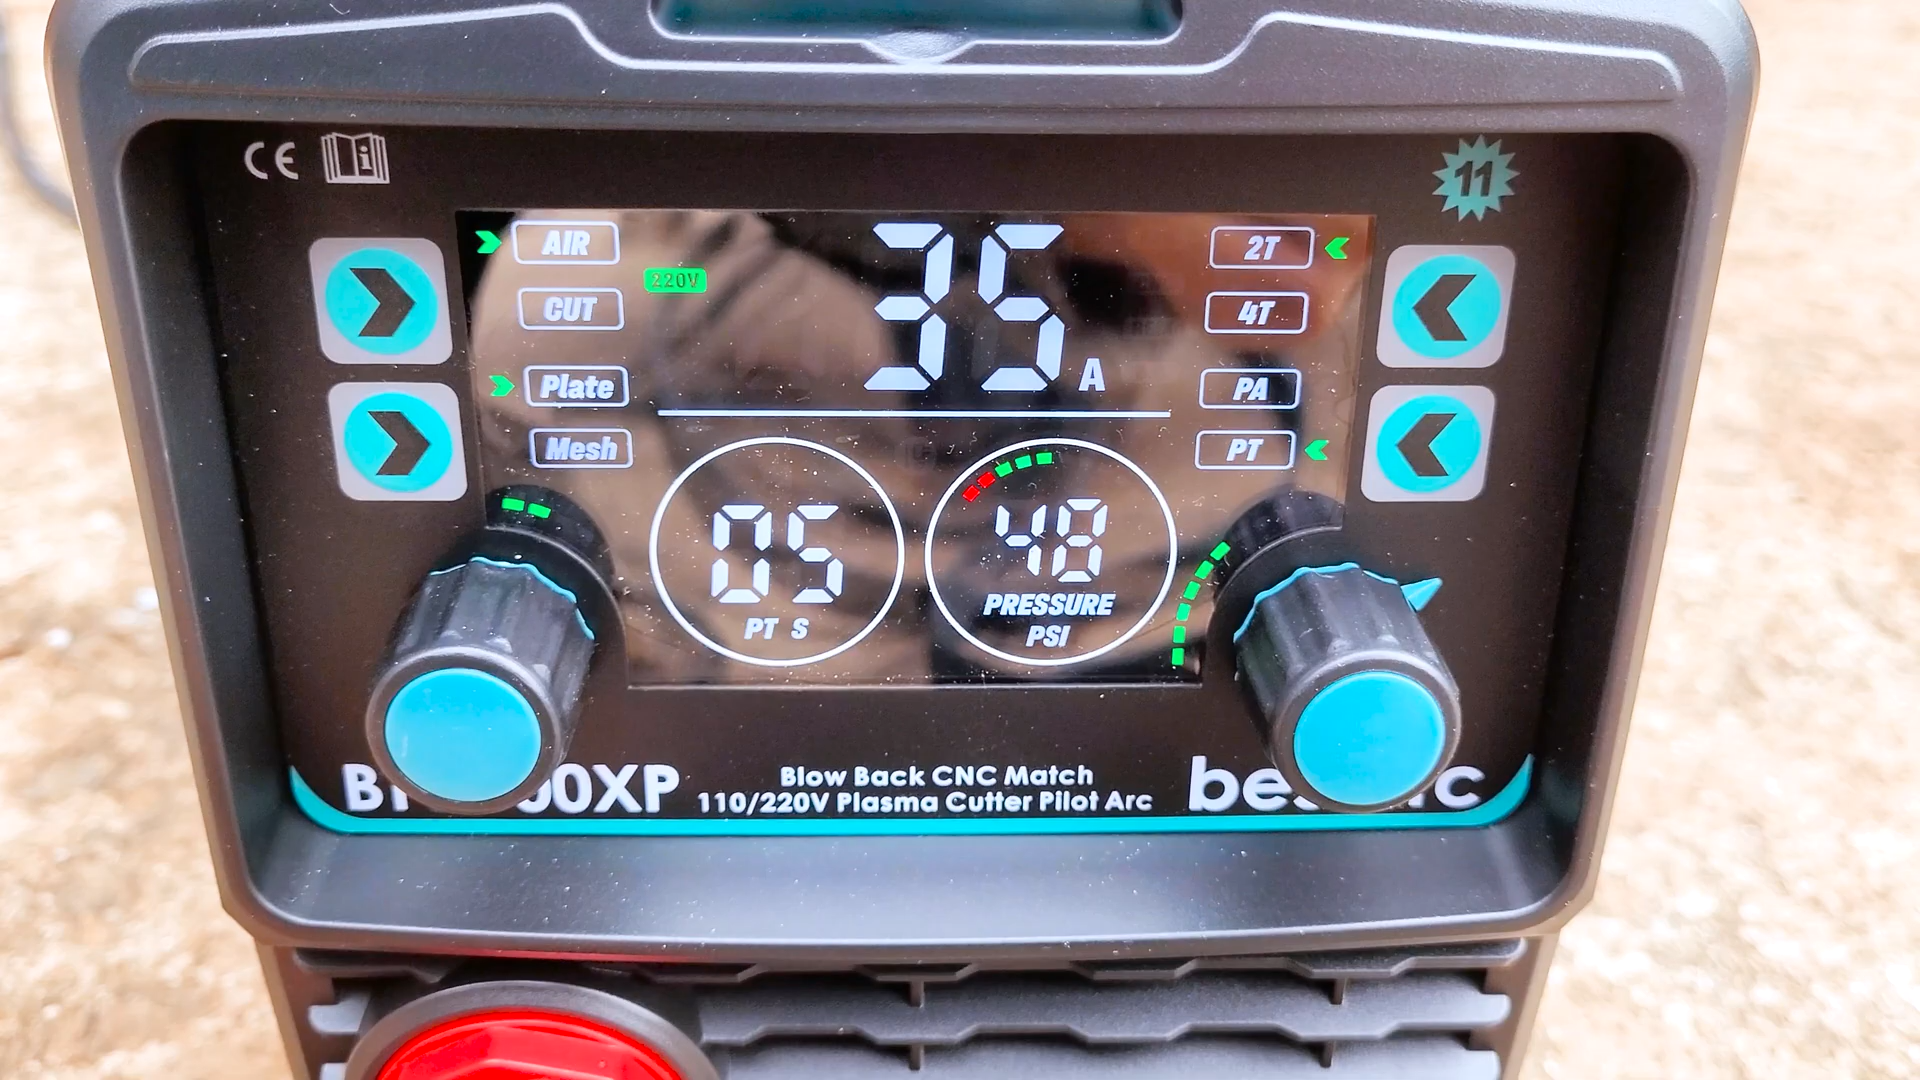 CE
11
AIR
CUT
Plate
Mesh
220V
35 A
2T
4T
PA
PT
05
PT S
48
PRESSURE
PSI
Blow Back CNC Match
110/220V Plasma Cutter Pilot Arc